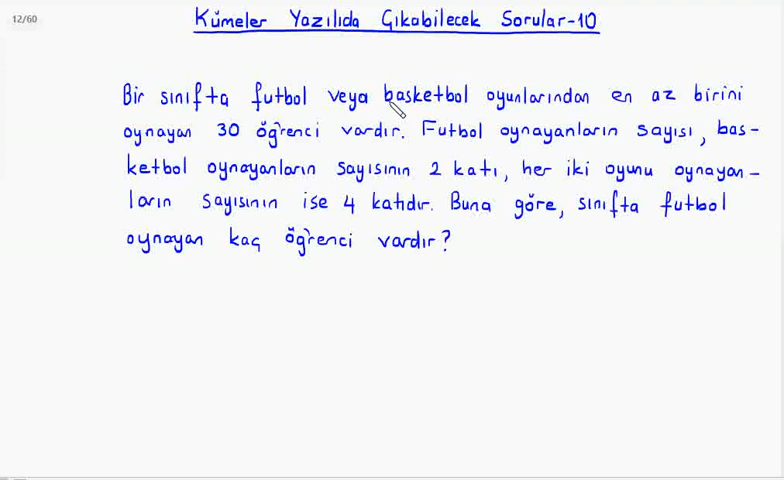 12/60
Kümeler Yazılıda Çıkabilecek Sorular-10
Bir sınıfta futbol veya basketbol oyunlarından en az birini
oynayan 30 öğrenci vardır. Futbol oynayanların sayısı, bas-
ketbol oynayanların sayısının 2 katı, her iki oyunu oynayan-
ların sayısının ise 4 katıdır. Buna göre, sınıfta futbol
oynayan kaç öğrenci vardır?